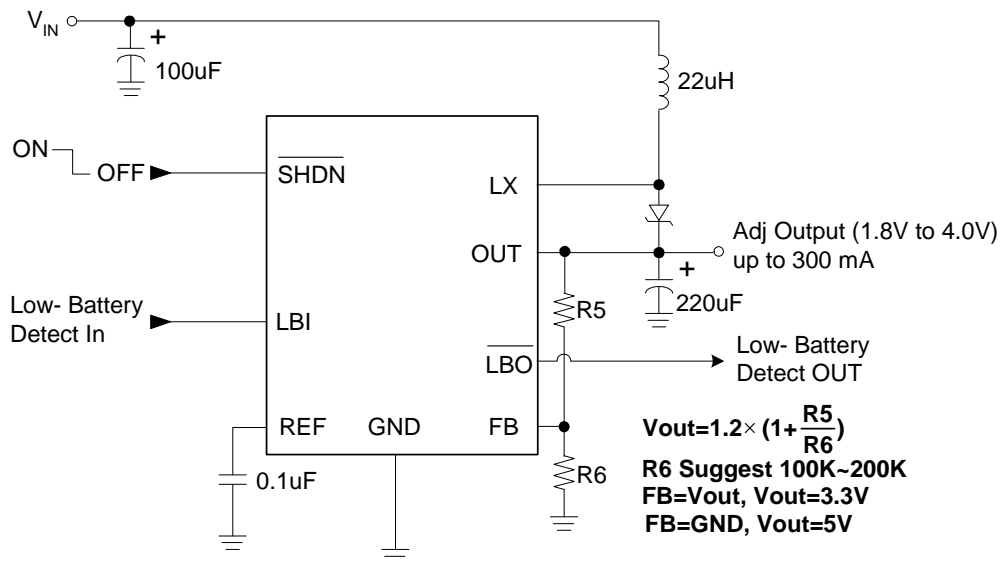 VIN
+
100uF
22uH
ON
OFF
SHDN
LX
Adj Output (1.8V to 4.0V)
up to 300 mA
OUT
+
220uF
R5
Low- Battery
Detect In
LBI
LBO
Low- Battery
Detect OUT
REF
GND
FB
0.1uF
R6
Vout=1.2×(1+R5/R6)
R6 Suggest 100K~200K
FB=Vout, Vout=3.3V
FB=GND, Vout=5V